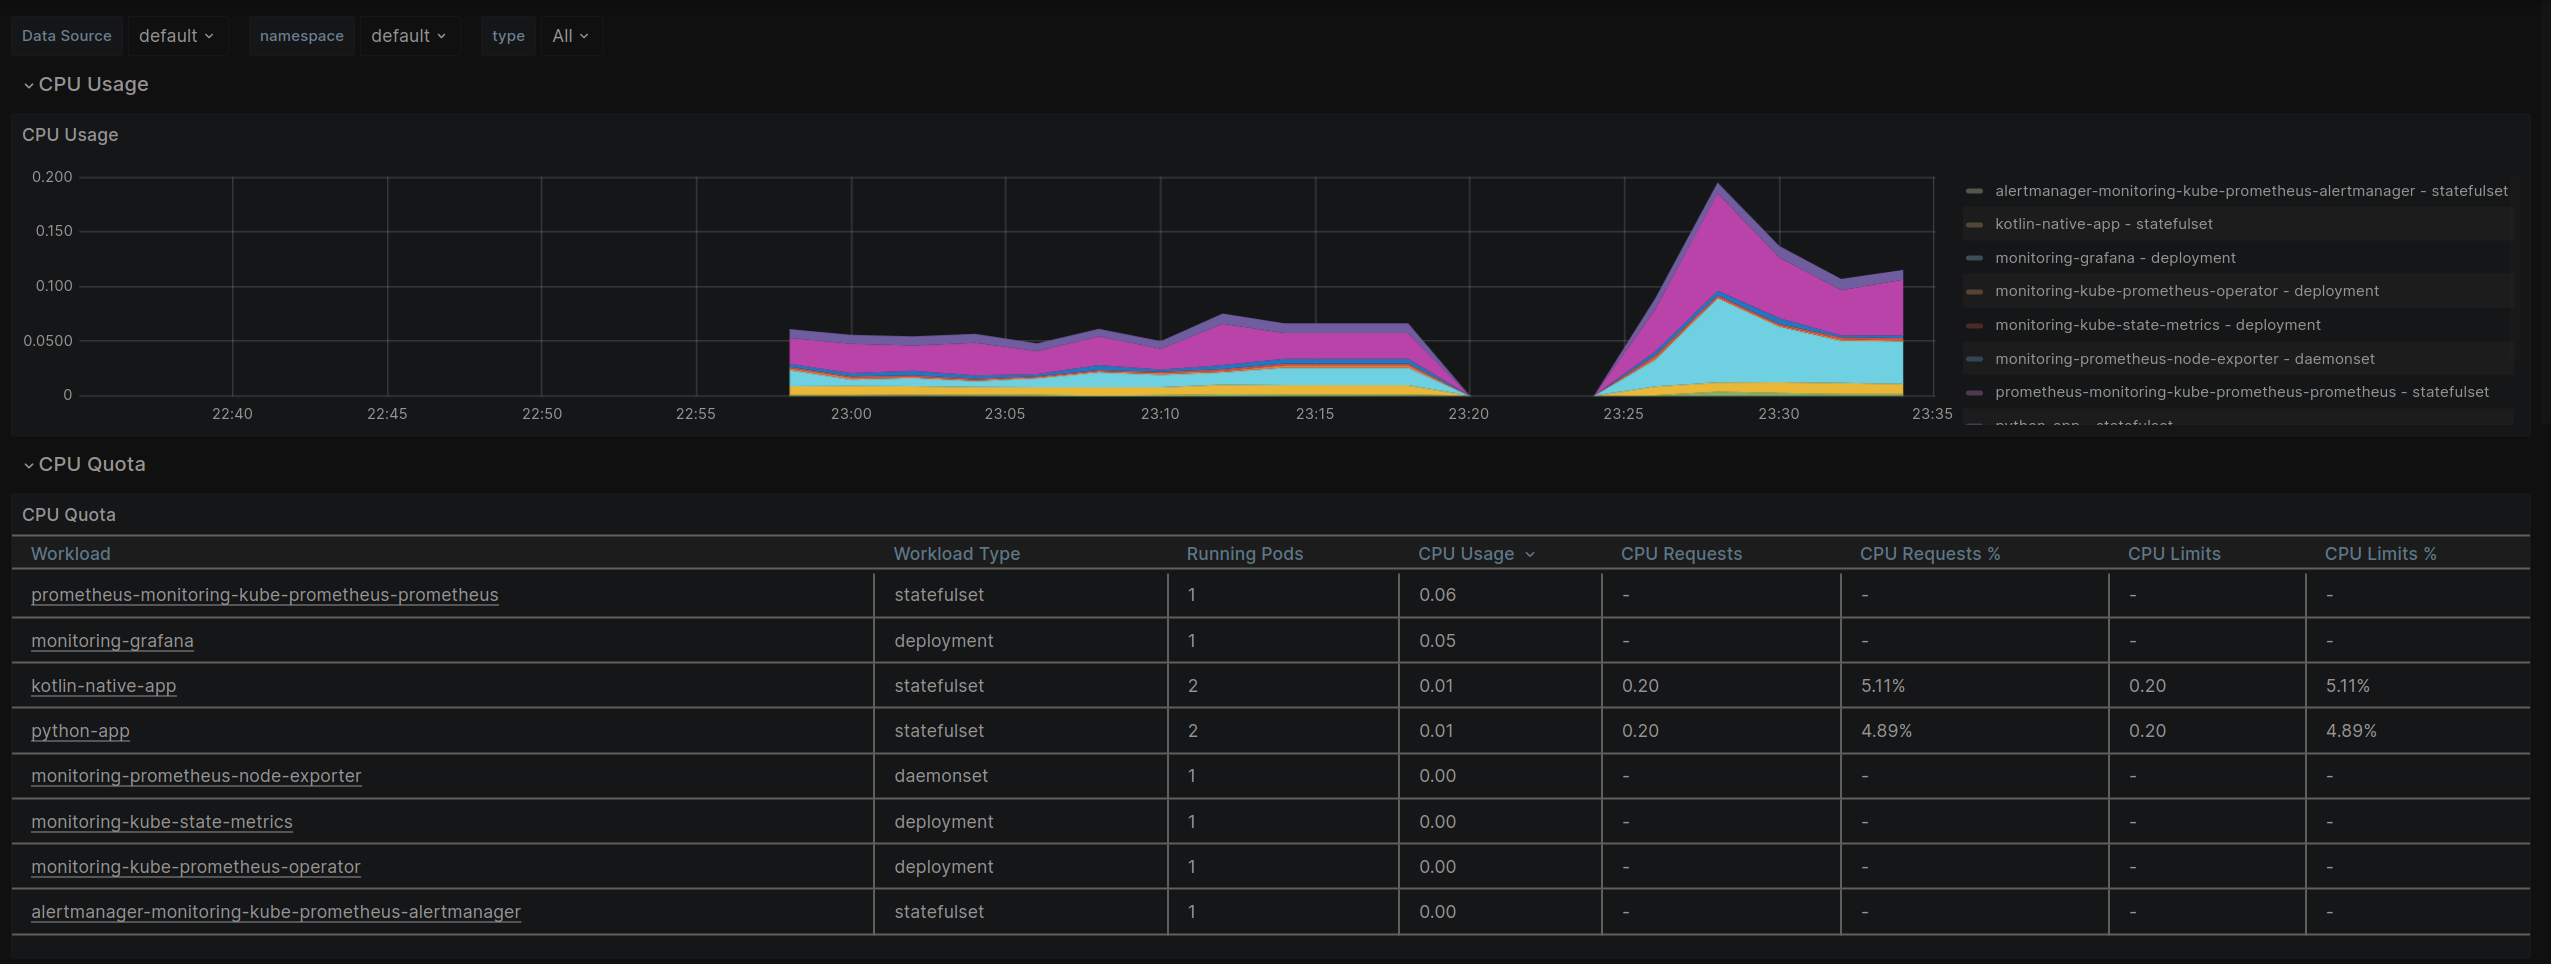 Data Source default namespace default type All
CPU Usage
CPU Usage
0.200
0.150
0.100
0.0500
0
22:40 22:45 22:50 22:55 23:00 23:05 23:10 23:15 23:20 23:25 23:30 23:35
alertmanager-monitoring-kube-prometheus-alertmanager - statefulset
kotlin-native-app - statefulset
monitoring-grafana - deployment
monitoring-kube-prometheus-operator - deployment
monitoring-kube-state-metrics - deployment
monitoring-prometheus-node-exporter - daemonset
prometheus-monitoring-kube-prometheus-prometheus - statefulset
python-app - statefulset
CPU Quota
CPU Quota
Workload Workload Type Running Pods CPU Usage CPU Requests CPU Requests % CPU Limits CPU Limits %
prometheus-monitoring-kube-prometheus-prometheus statefulset 1 0.06 - - - -
monitoring-grafana deployment 1 0.05 - - - -
kotlin-native-app statefulset 2 0.01 0.20 5.11% 0.20 5.11%
python-app statefulset 2 0.01 0.20 4.89% 0.20 4.89%
monitoring-prometheus-node-exporter daemonset 1 0.00 - - - -
monitoring-kube-state-metrics deployment 1 0.00 - - - -
monitoring-kube-prometheus-operator deployment 1 0.00 - - - -
alertmanager-monitoring-kube-prometheus-alertmanager statefulset 1 0.00 - - - -